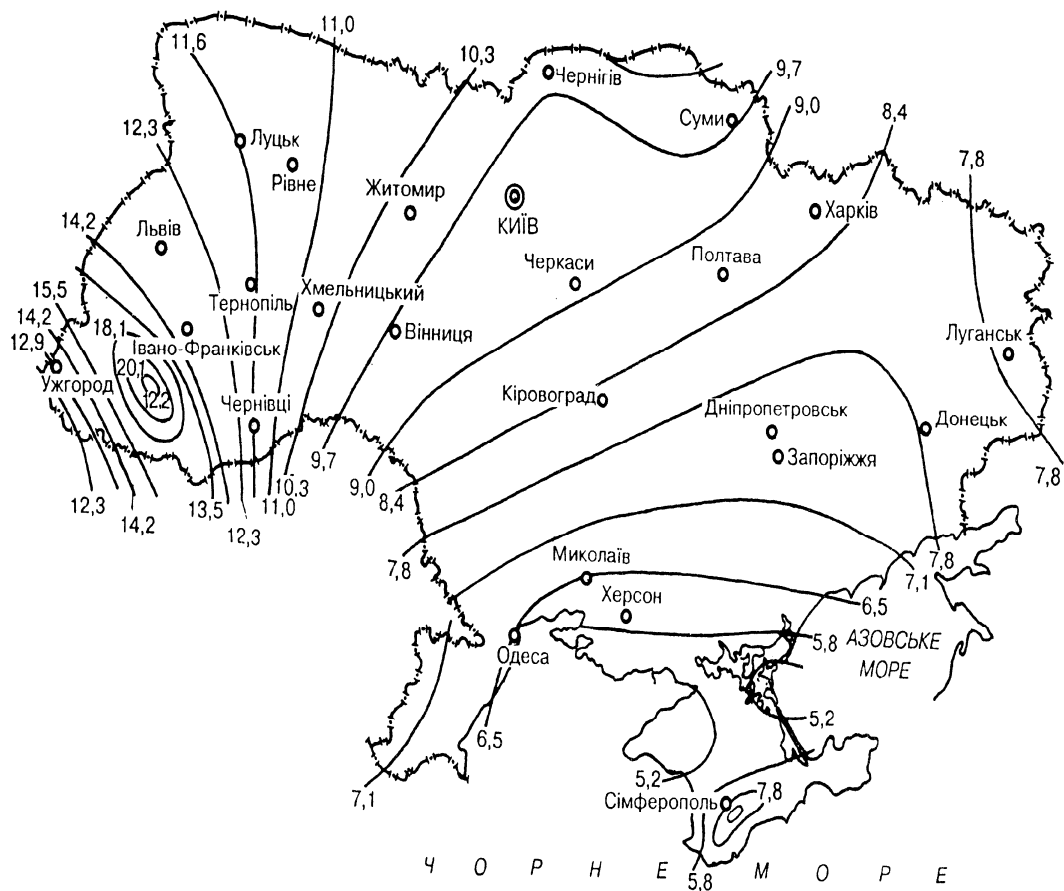 11,0
11,6
10,3
9,7
Чернігів
9,0
8,4
Суми
12,3
Луцьк
7,8
Рівне
Житомир
КИЇВ
Харків
14,2
Львів
Черкаси
Полтава
15,5
Тернопіль
Хмельницький
14,2
18,1
Вінниця
12,9
Івано-Франківськ
Луганськ
20,1
Ужгород
12,2
Чернівці
Кіровоград
Дніпропетровськ
Донецьк
Запоріжжя
9,7
7,8
10,3
9,0
12,3
13,5
11,0
8,4
14,2
12,3
Миколаїв
7,8
7,8
7,1
Херсон
6,5
5,8
АЗОВСЬКЕ
МОРЕ
Одеса
6,5
5,2
5,2
7,1
Сімферополь
7,8
ЧОРНЕ МОРЕ
5,8